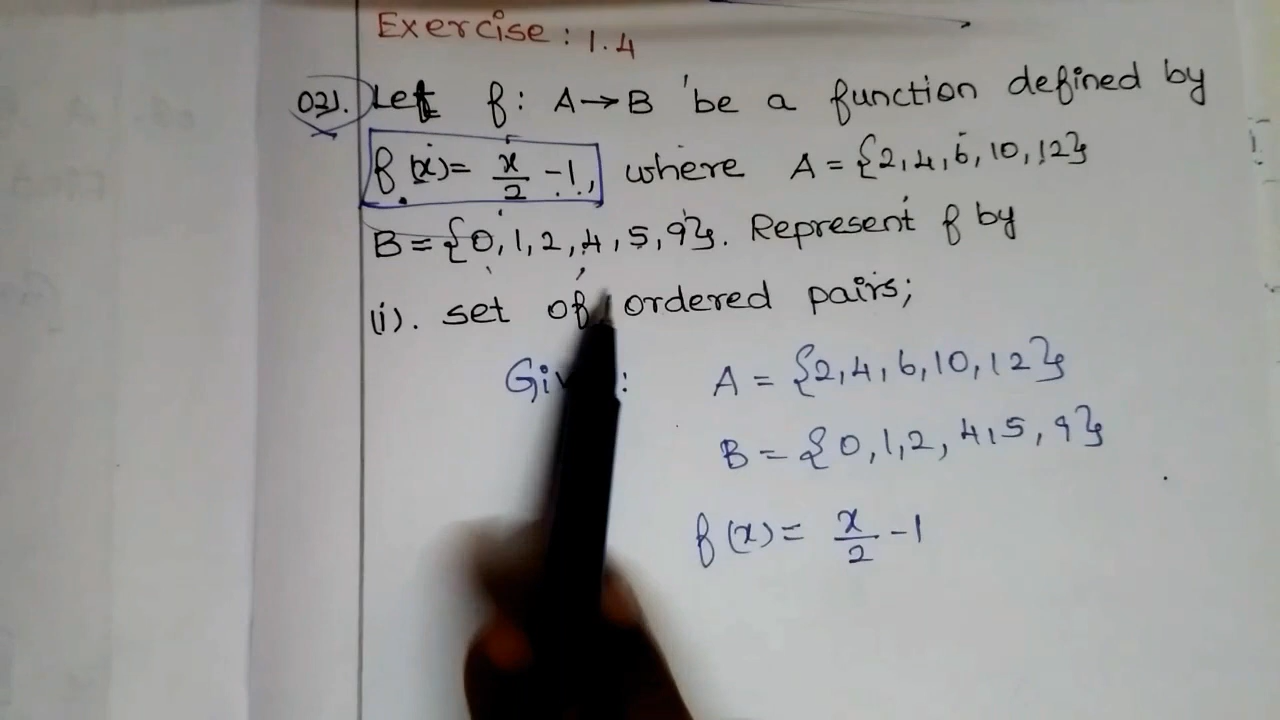 Exercise: 1.4
02). Let f: A→B be a function defined by
f(x) = x/2 - 1, where A = {2, 4, 6, 10, 12}
B = {0, 1, 2, 4, 5, 9}. Represent f by
(i). set of ordered pairs;
A = {2, 4, 6, 10, 12}
B = {0, 1, 2, 4, 5, 9}
f(x) = x/2 - 1